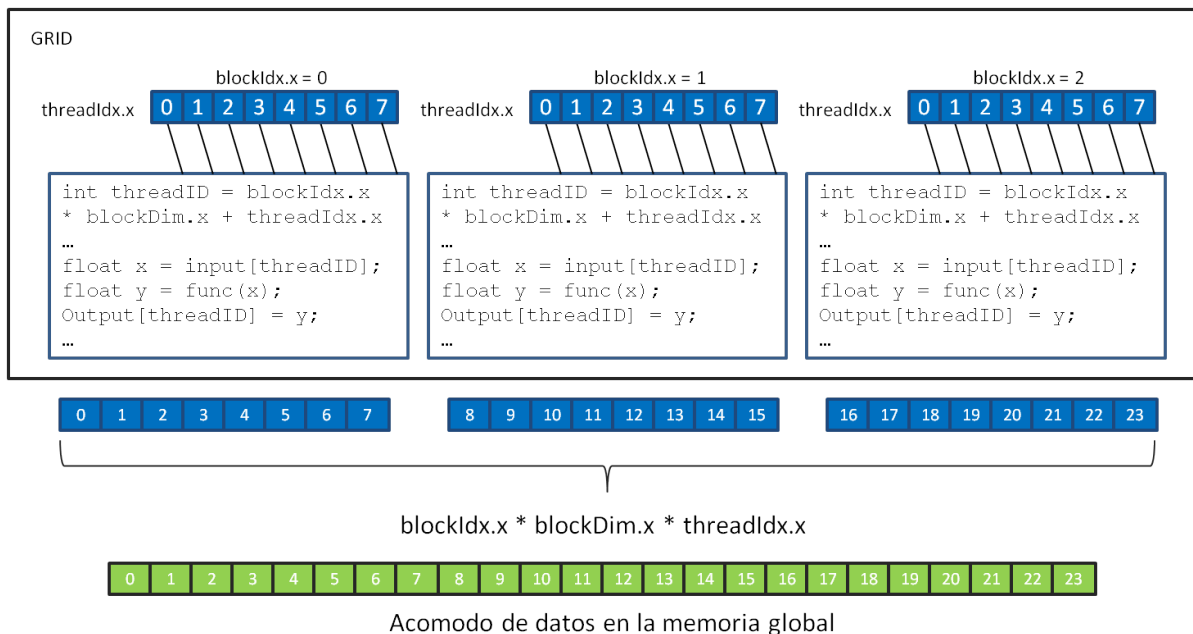 GRID
blockIdx.x = 0
blockIdx.x = 1
blockIdx.x = 2
threadIdx.x 0 1 2 3 4 5 6 7
threadIdx.x 0 1 2 3 4 5 6 7
threadIdx.x 0 1 2 3 4 5 6 7
int threadID = blockIdx.x
* blockDim.x + threadIdx.x
…
float x = input[threadID];
float y = func(x);
Output[threadID] = y;
…
int threadID = blockIdx.x
* blockDim.x + threadIdx.x
…
float x = input[threadID];
float y = func(x);
Output[threadID] = y;
…
int threadID = blockIdx.x
* blockDim.x + threadIdx.x
…
float x = input[threadID];
float y = func(x);
Output[threadID] = y;
…
0 1 2 3 4 5 6 7
8 9 10 11 12 13 14 15
16 17 18 19 20 21 22 23
blockIdx.x * blockDim.x * threadIdx.x
0 1 2 3 4 5 6 7 8 9 10 11 12 13 14 15 16 17 18 19 20 21 22 23
Acomodo de datos en la memoria global